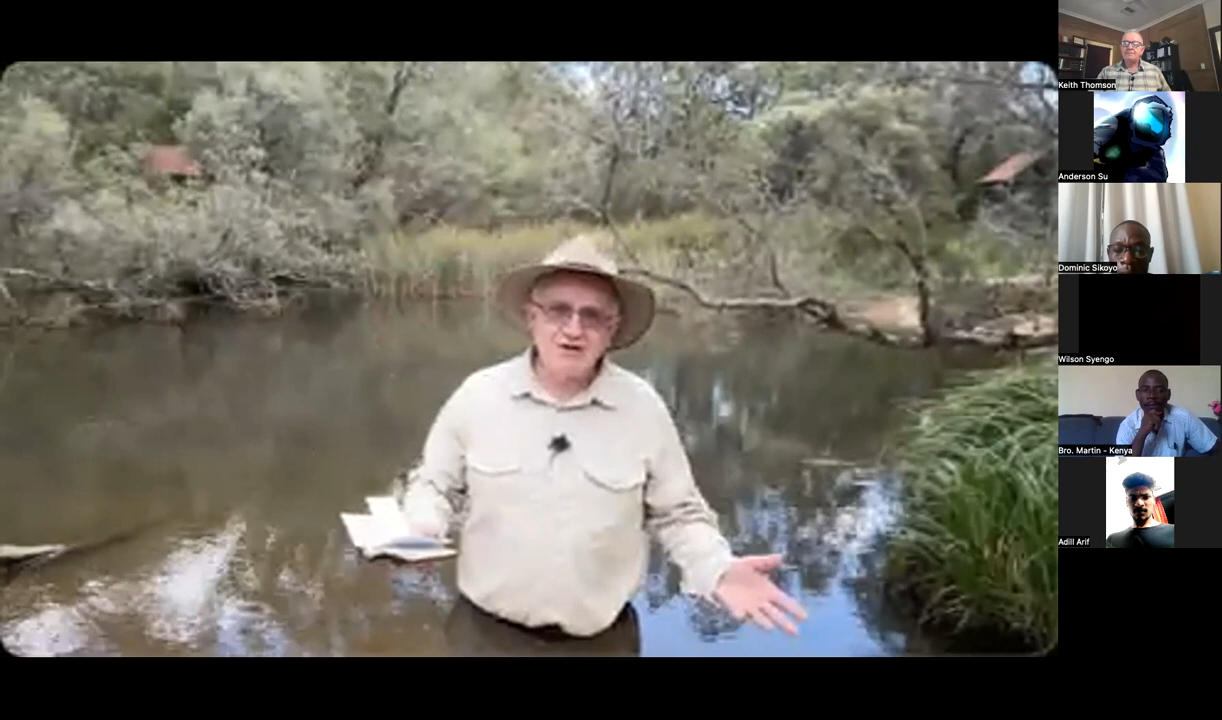 Keith Thomson
Anderson Su
Dominic Sikoyo
Wilson Syengo
Bro. Martin - Kenya
Adill Arif